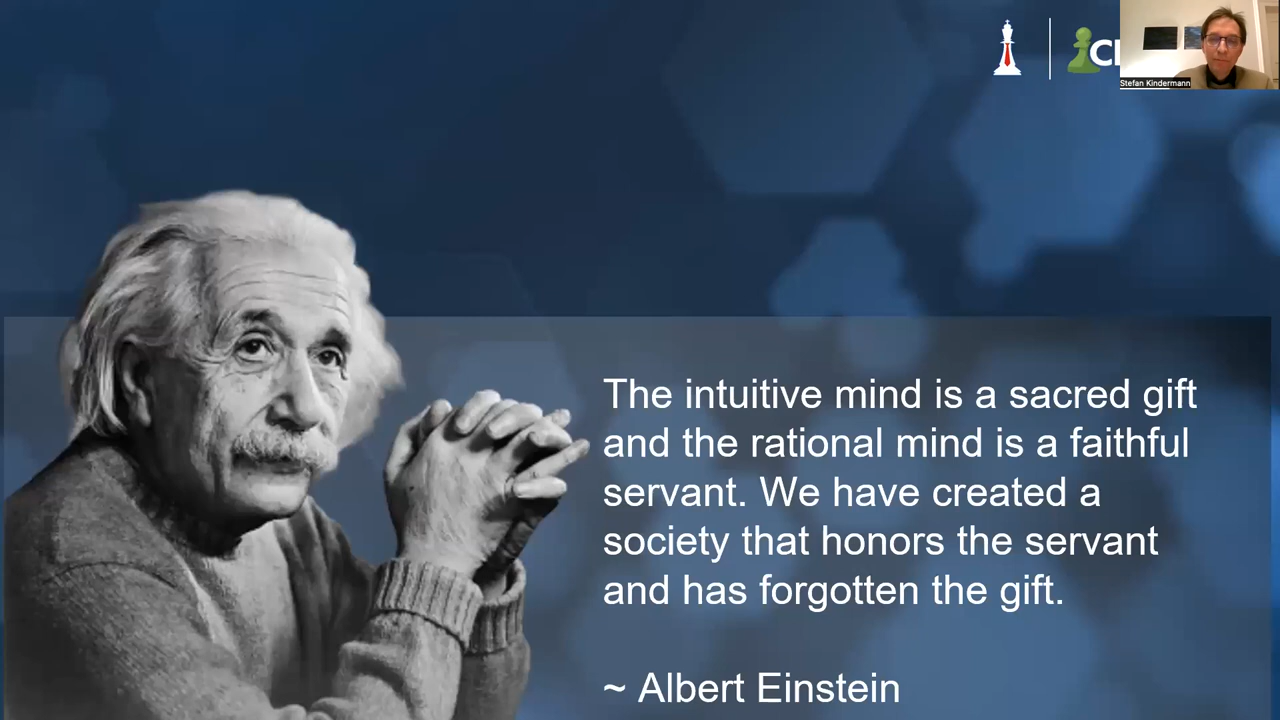 Stefan Kindermann
The intuitive mind is a sacred gift
and the rational mind is a faithful
servant. We have created a
society that honors the servant
and has forgotten the gift.
~ Albert Einstein